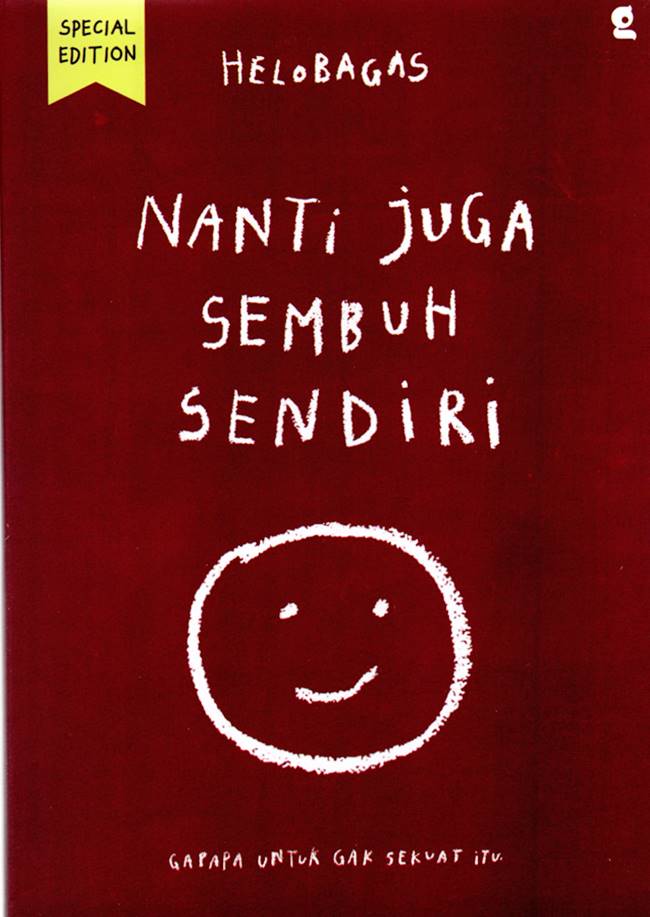 SPECIAL
EDITION
HELOBAGAS
NANTi jUGA
SEMBUH
SENDiRi
GAPAPA UNTUK GAK SEKUAT iTU.